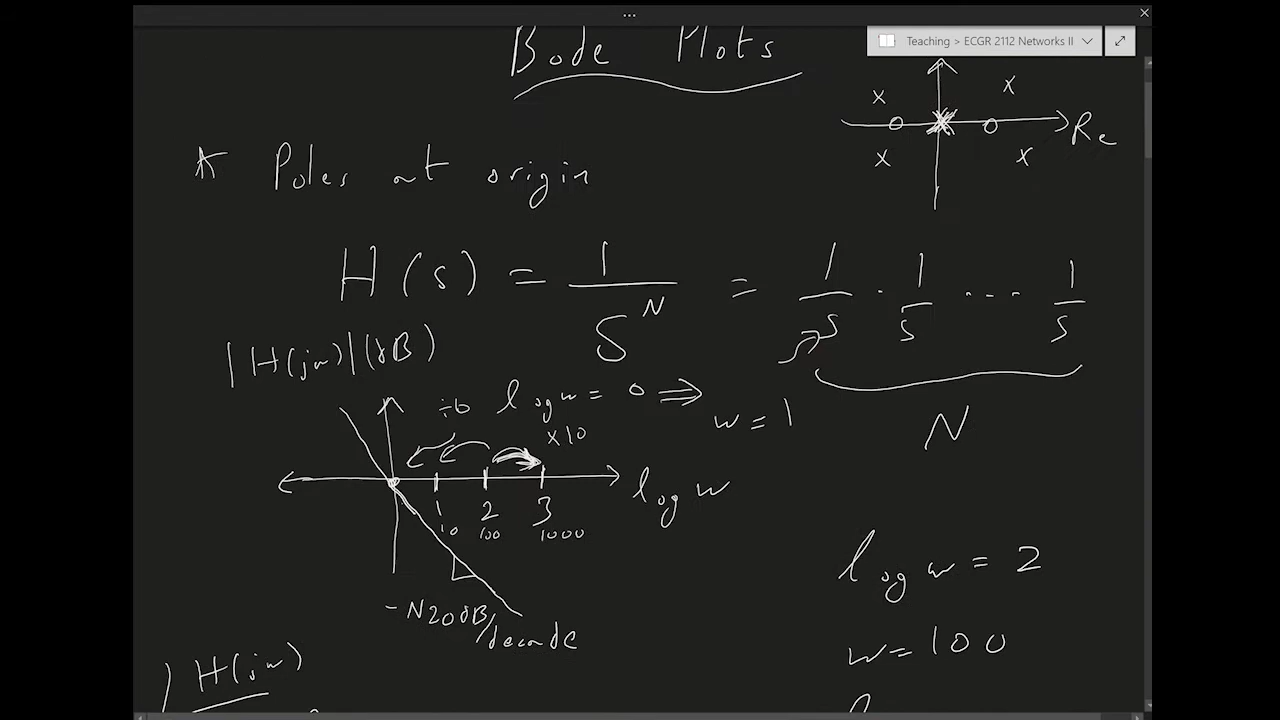 Bode Plots
Teaching > ECGR 2112 Networks II
x x
Re
x x
* Poles at origin
H(s) = 1/s^N = 1/s · 1/s ... 1/s
N
|H(jw)|(dB)
÷10 log w = 0 ⇒ w = 1
x10
log w
1 2 3
10 100 1000
-N20dB/decade
log w = 2
w = 100
|H(jw)